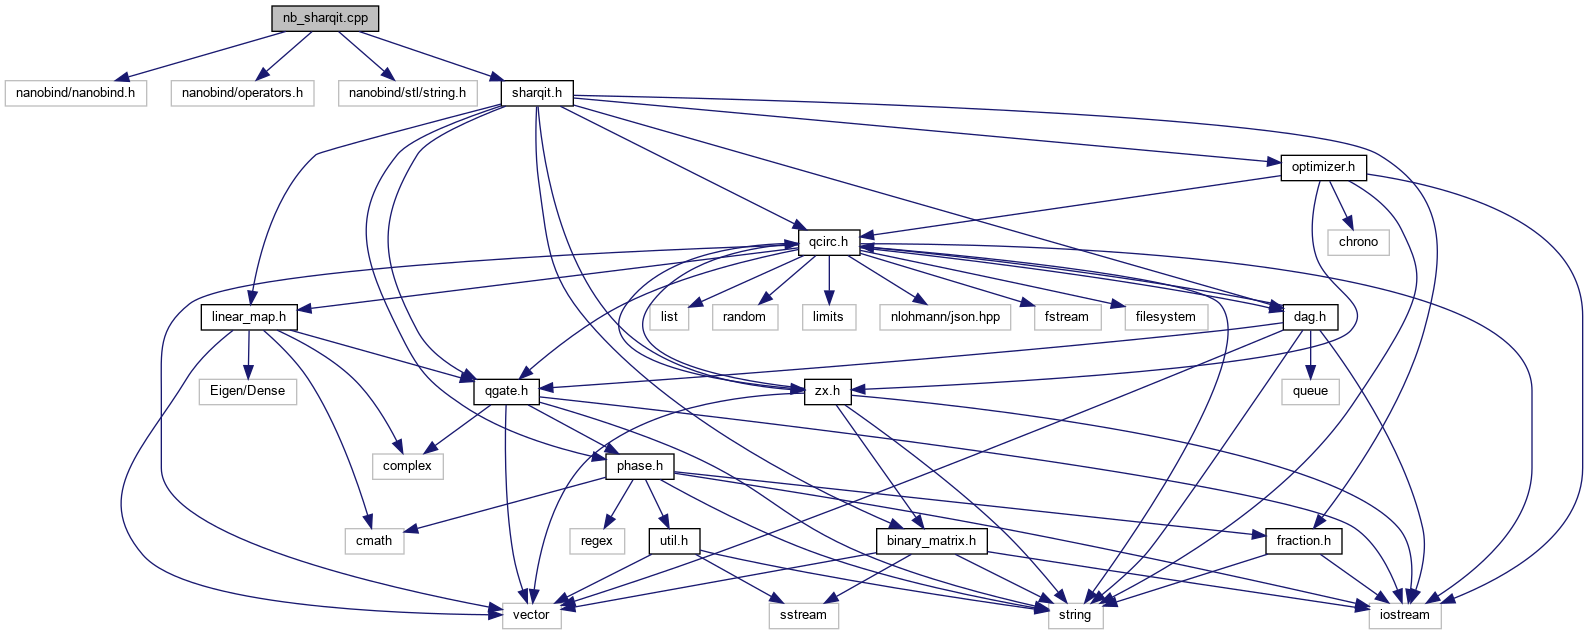 nb_sharqit.cpp
nanobind/nanobind.h
nanobind/operators.h
nanobind/stl/string.h
sharqit.h
optimizer.h
qcirc.h
chrono
linear_map.h
list
random
limits
nlohmann/json.hpp
fstream
filesystem
dag.h
Eigen/Dense
qgate.h
zx.h
queue
complex
phase.h
cmath
regex
util.h
binary_matrix.h
fraction.h
vector
sstream
string
iostream